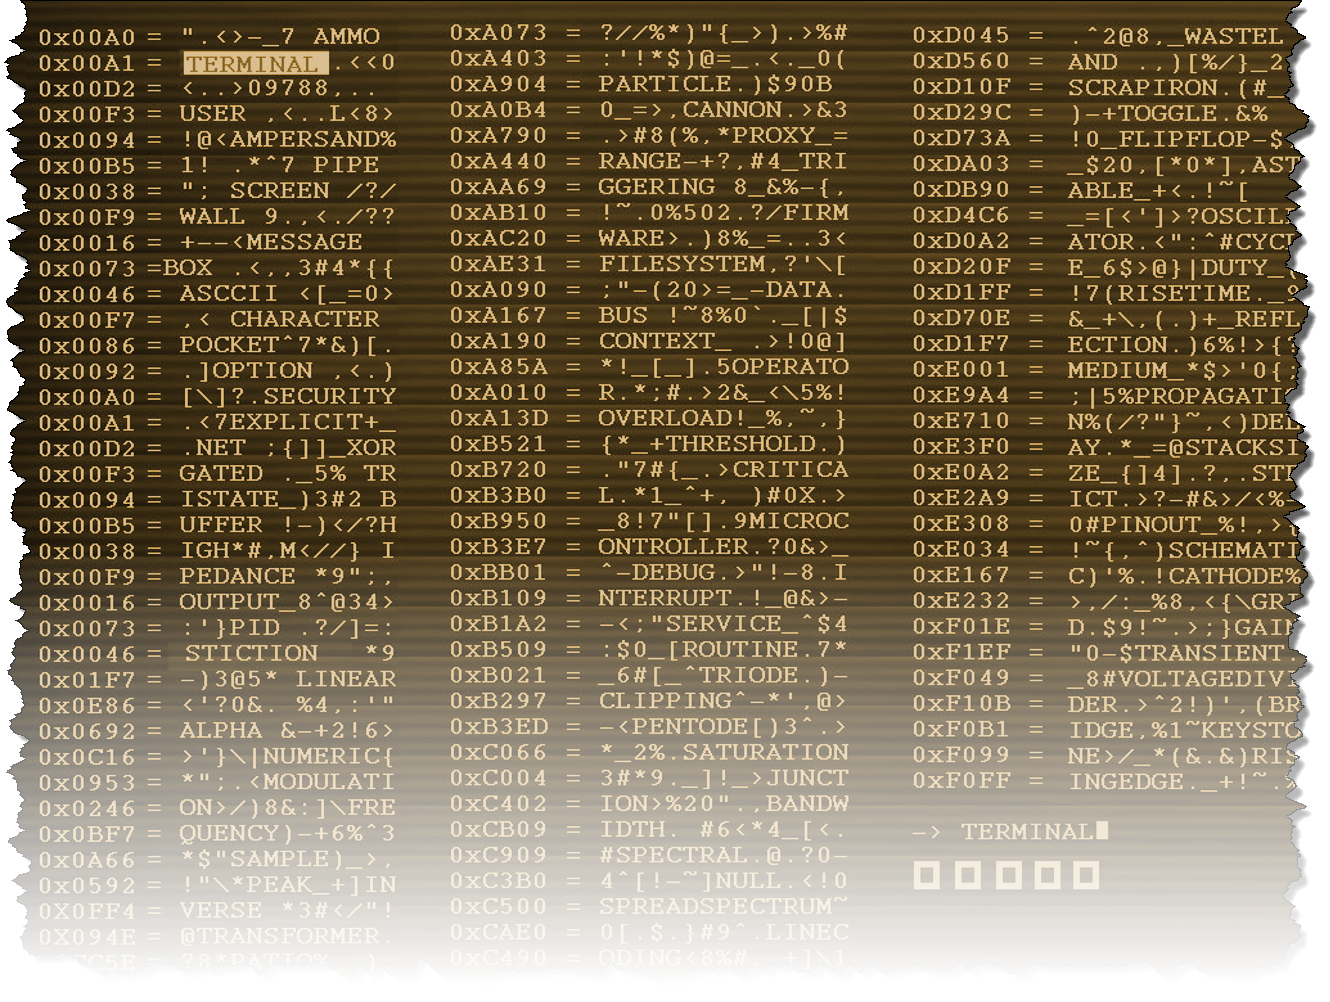 0x00A0 = ".<>-_7 AMMO
0x00A1 = TERMINAL.<<0
0x00D2 = <..>09788,..
0x00F3 = USER ,<..L<8>
0x0094 = !@<AMPERSAND%
0x00B5 = 1! .*^7 PIPE
0x0038 = "; SCREEN /?/
0x00F9 = WALL 9.,<./??
0x0016 = +--<MESSAGE
0x0073 =BOX .<,,3#4*{{
0x0046 = ASCCII <[_=0>
0x00F7 = ,< CHARACTER
0x0086 = POCKET^7*&)[.
0x0092 = .]OPTION ,<.)
0x00A0 = [\]?.SECURITY
0x00A1 = .<7EXPLICIT+_
0x00D2 = .NET ;{]]_XOR
0x00F3 = GATED ._5% TR
0x0094 = ISTATE_)3#2 B
0x00B5 = UFFER !-)</?H
0x0038 = IGH*#,M<//} I
0x00F9 = PEDANCE *9";,
0x0016 = OUTPUT_8^@34>
0x0073 = :'}PID .?/]=:
0x0046 = STICTION *9
0x01F7 = -)3@5* LINEAR
0x0E86 = <'?0&. %4,:'"
0x0692 = ALPHA &-+2!6>
0x0C16 = >'}\|NUMERIC{
0x0953 = *";.<MODULATI
0x0246 = ON>/)8&:]\FRE
0x0BF7 = QUENCY)-+6%^3
0x0A66 = *$"SAMPLE)_>,
0x0592 = !"\*PEAK_+]IN
0X0FF4 = VERSE *3#</"!
0X094E = @TRANSFORMER.
0xA073 = ?//%*)"{_>).>%#
0xA403 = :'!*$)@=_.<._0(
0xA904 = PARTICLE.)$90B
0xA0B4 = 0_=>,CANNON.>&3
0xA790 = .>#8(%,*PROXY_=
0xA440 = RANGE-+?,#4_TRI
0xAA69 = GGERING 8_&%-{,
0xAB10 = !~.0%502.?/FIRM
0xAC20 = WARE>.)8%_=..3<
0xAE31 = FILESYSTEM,?'\[
0xA090 = ;"-(20>=_-DATA.
0xA167 = BUS !~8%0`._[|$
0xA190 = CONTEXT_ .>!0@]
0xA85A = *!_[_].5OPERATO
0xA010 = R.*;#.>2&_<\5%!
0xA13D = OVERLOAD!_%,~,}
0xB521 = {*_+THRESHOLD.)
0xB720 = ."7#{_.>CRITICA
0xB3B0 = L.*1_^+, )#0X.>
0xB950 = _8!7"[].9MICROC
0xB3E7 = ONTROLLER.?0&>_
0xBB01 = ^-DEBUG.>"!-8.I
0xB109 = NTERRUPT.!_@&>-
0xB1A2 = -<;"SERVICE_^$4
0xB509 = :$0_[ROUTINE.7*
0xB021 = _6#[_^TRIODE.)-
0xB297 = CLIPPING^-*',@>
0xB3ED = -<PENTODE[)3^.>
0xC066 = *_2%.SATURATION
0xC004 = 3#*9._]!_>JUNCT
0xC402 = ION>%20".,BANDW
0xCB09 = IDTH. #6<*4_[<.
0xC909 = #SPECTRAL.@.?0-
0xC3B0 = 4^[!-~]NULL.<!0
0xC500 = SPREADSPECTRUM~
0xCAE0 = 0[.$.}#9^.LINEC
0xC490 = ODING<8%#. +]\1
0xD045 = .^2@8,_WASTEL
0xD560 = AND .,)[%/}_2
0xD10F = SCRAPIRON.(#_
0xD29C = )-+TOGGLE.&%
0xD73A = !0_FLIPFLOP-$
0xDA03 = _$20,[*0*],AST
0xDB90 = ABLE_+<.!~[
0xD4C6 = _=[<']>?OSCIL
0xD0A2 = ATOR.<":^#CYC
0xD20F = E_6$>@}|DUTY_
0xD1FF = !7(RISETIME._
0xD70E = &_+\,(.)+_REFL
0xD1F7 = ECTION.)6%!>{
0xE001 = MEDIUM_*$>'0{;
0xE9A4 = ;|5%PROPAGATI
0xE710 = N%(/?"}~,<)DEL
0xE3F0 = AY.*_=@STACKSI
0xE0A2 = ZE_{]4].?,.STR
0xE2A9 = ICT.>?-#&>/<%-
0xE308 = 0#PINOUT_%!,>
0xE034 = !~{,^)SCHEMATI
0xE167 = C)'%.!CATHODE%
0xE232 = >,/:_%8,<{\GRI
0xF01E = D.$9!~.>;}GAIN
0xF1EF = "0-$TRANSIENT.
0xF049 = _8#VOLTAGEDIVI
0xF10B = DER.>^2!)',(BR
0xF0B1 = IDGE,%1~KEYSTO
0xF099 = NE>/_*(&.&)RIS
0xF0FF = INGEDGE._+!~.
-> TERMINAL